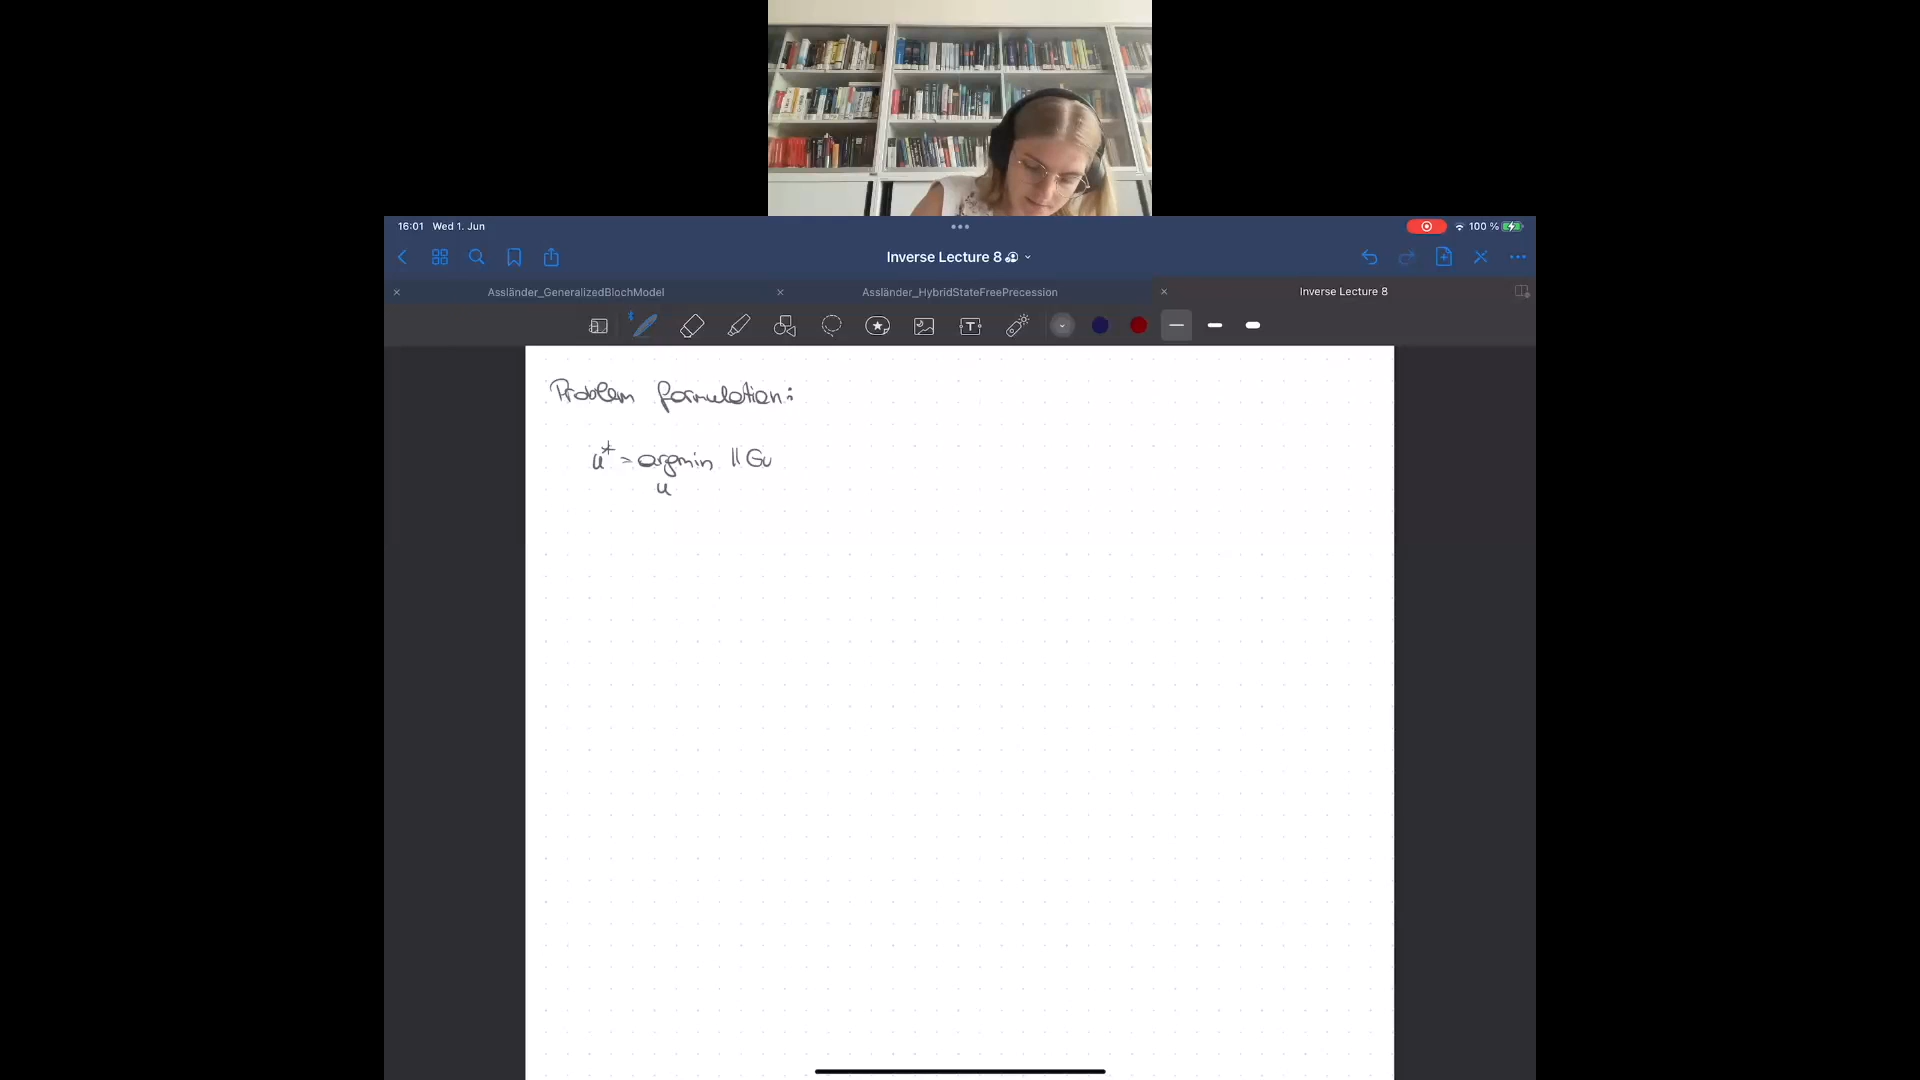 16:01 Wed 1. Jun
100 %
Inverse Lecture 8
Assländer_GeneralizedBlochModel
Assländer_HybridStateFreePrecession
Inverse Lecture 8
Problem formulation:
u* = argmin ‖ Gu
u